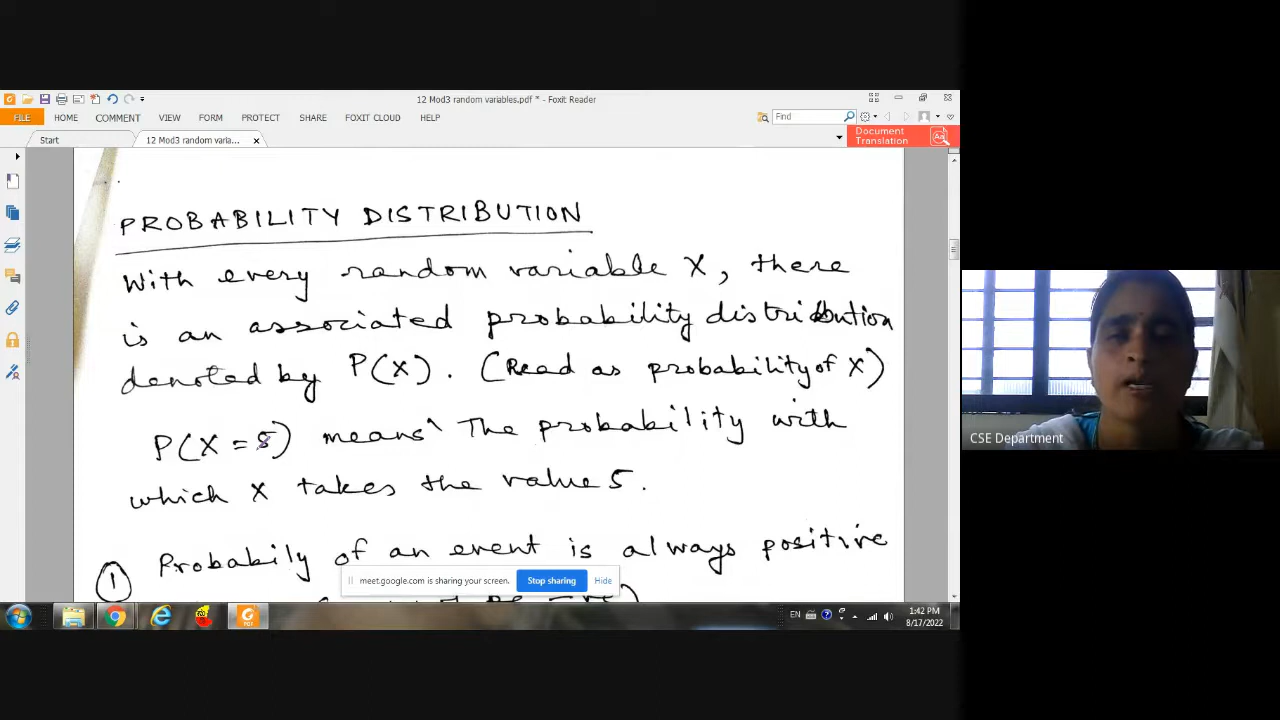 12 Mod3 random variables.pdf * - Foxit Reader
FILE HOME COMMENT VIEW FORM PROTECT SHARE FOXIT CLOUD HELP
Find
Start
12 Mod3 random varia...
Document
Translation
PROBABILITY DISTRIBUTION
With every random variable X, there
is an associated probability distribution
denoted by P(X). (Read as probability of X)
P(X = 5) means The probability with
which X takes the value 5.
① Probabily of an event is always positive
meet.google.com is sharing your screen. Stop sharing Hide
EN
1:42 PM
8/17/2022
CSE Department